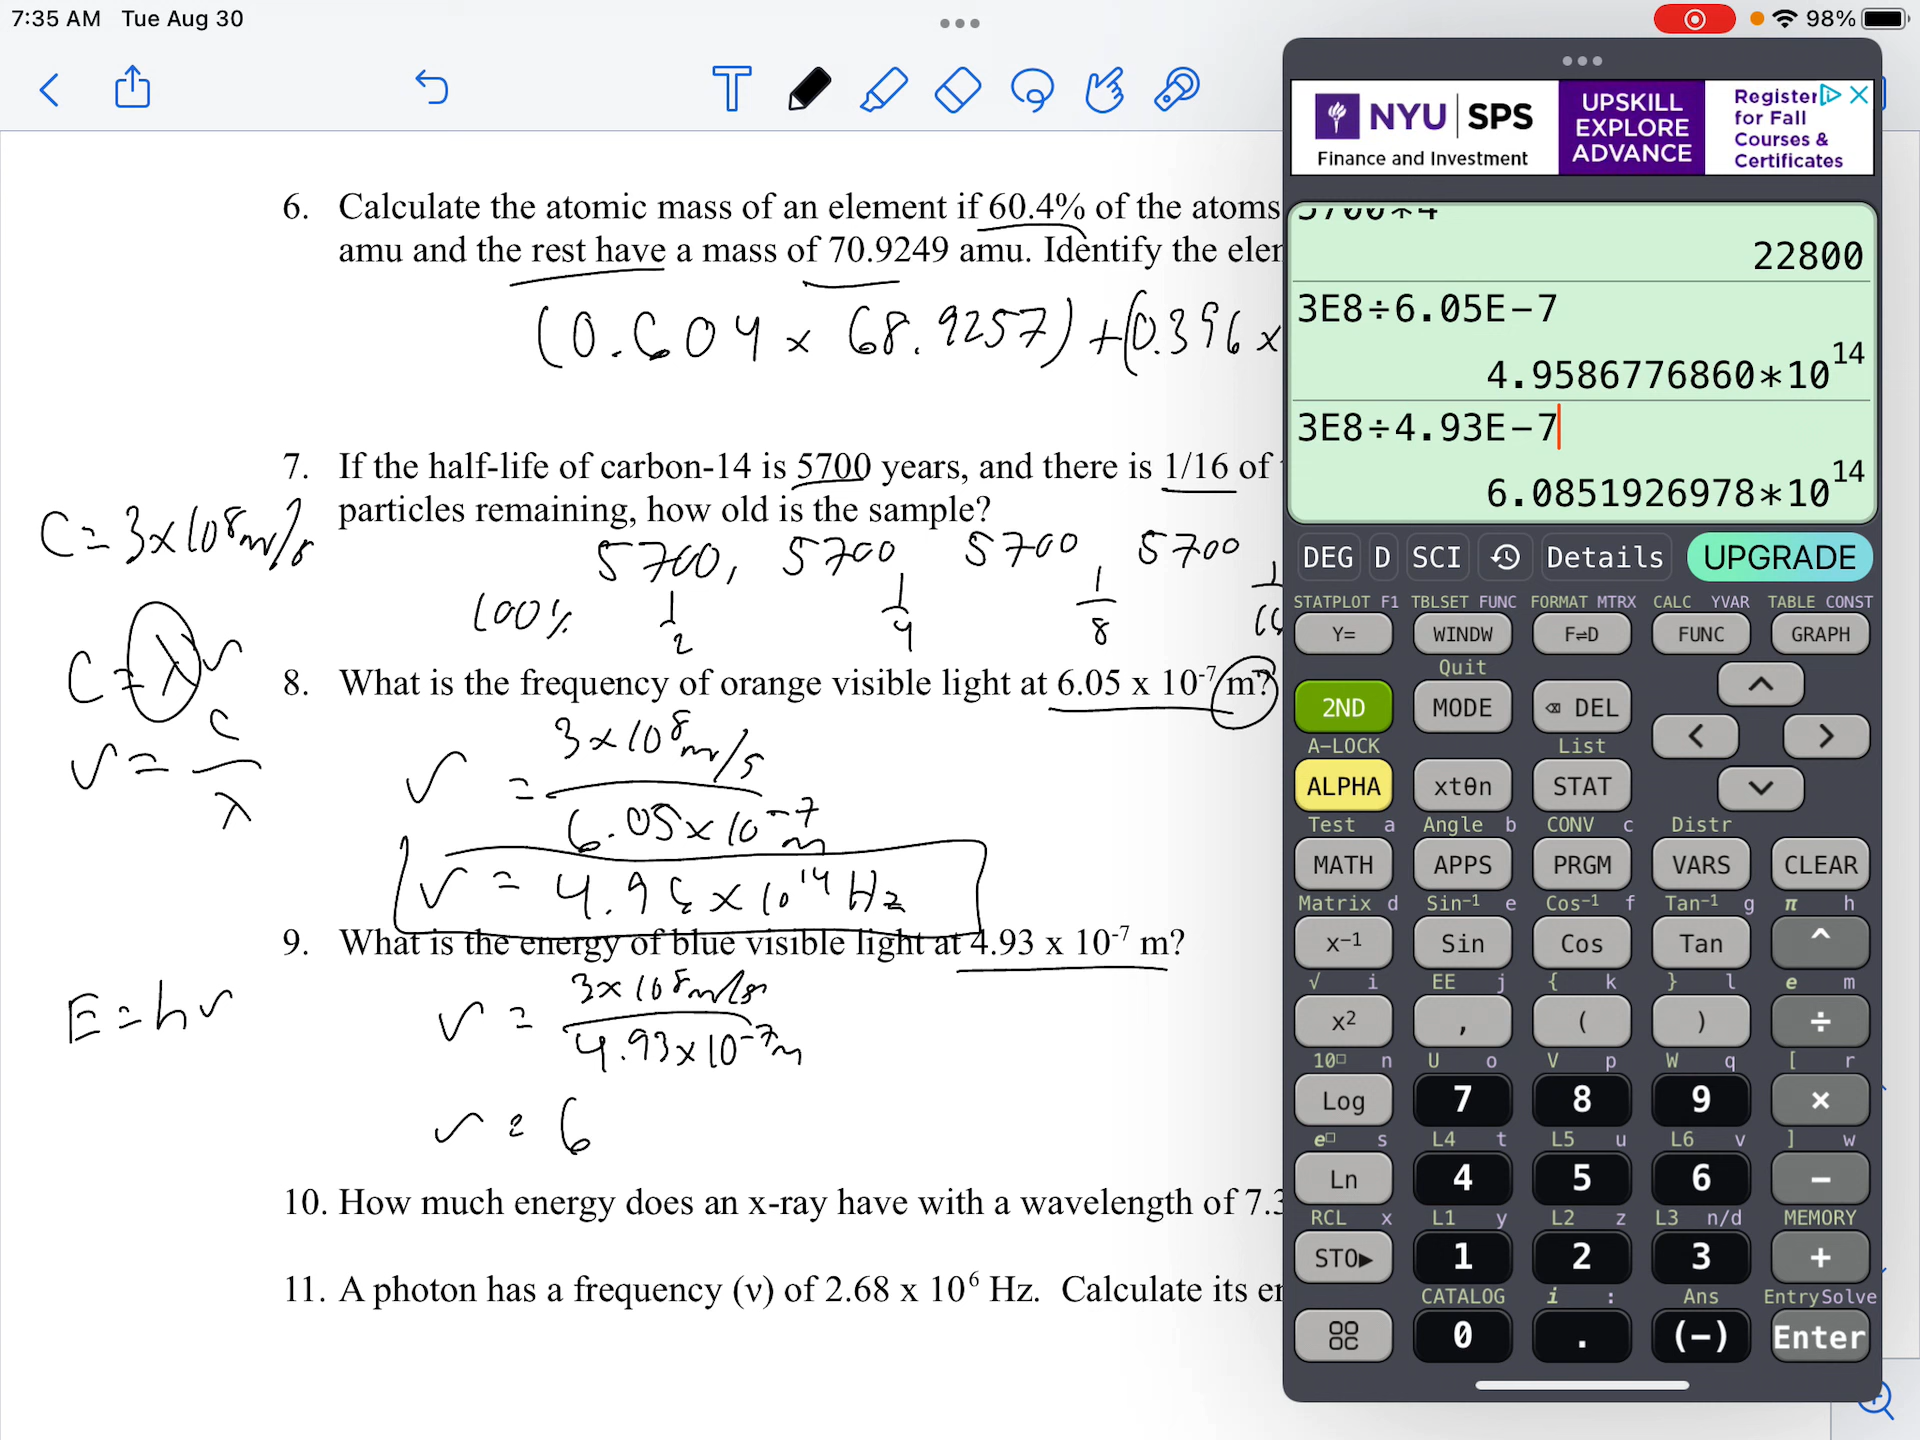 7:35 AM Tue Aug 30
98%
6. Calculate the atomic mass of an element if 60.4% of the atoms
amu and the rest have a mass of 70.9249 amu. Identify the
(0.604 x 68.9257) + (0.396 x
7. If the half-life of carbon-14 is 5700 years, and there is 1/16 of
particles remaining, how old is the sample?
C = 3x10⁸ m/s
5700, 5700 5700 5700
100% 1/2 1/4 1/8
C = λν
8. What is the frequency of orange visible light at 6.05 x 10⁻⁷ m?
ν = c/λ
ν = 3x10⁸ m/s
6.05x10⁻⁷ m
ν = 4.96 x 10¹⁴ Hz
9. What is the energy of blue visible light at 4.93 x 10⁻⁷ m?
E = hν
ν = 3x10⁸ m/s
4.93x10⁻⁷ m
ν = 6
10. How much energy does an x-ray have with a wavelength of 7.3
11. A photon has a frequency (ν) of 2.68 x 10⁶ Hz. Calculate its
NYU SPS
Finance and Investment
UPSKILL
EXPLORE
ADVANCE
Register
for Fall
Courses &
Certificates
5700*4
22800
3E8÷6.05E−7
4.9586776860*10¹⁴
3E8÷4.93E−7
6.0851926978*10¹⁴
DEG D SCI Details UPGRADE
STATPLOT F1 TBLSET FUNC FORMAT MTRX CALC YVAR TABLE CONST
Y= WINDW F⇌D FUNC GRAPH
Quit
2ND MODE ⌫ DEL
A-LOCK List
ALPHA xtθn STAT
Test a Angle b CONV c Distr
MATH APPS PRGM VARS CLEAR
Matrix d Sin⁻¹ e Cos⁻¹ f Tan⁻¹ g π h
x⁻¹ Sin Cos Tan ^
√ i EE j { k } l e m
x² , ( ) ÷
10□ n U o V p W q [ r
Log 7 8 9 ×
e□ s L4 t L5 u L6 v ] w
Ln 4 5 6 −
RCL x L1 y L2 z L3 n/d MEMORY
STO▸ 1 2 3 +
CATALOG i : Ans EntrySolve
0 . (−) Enter